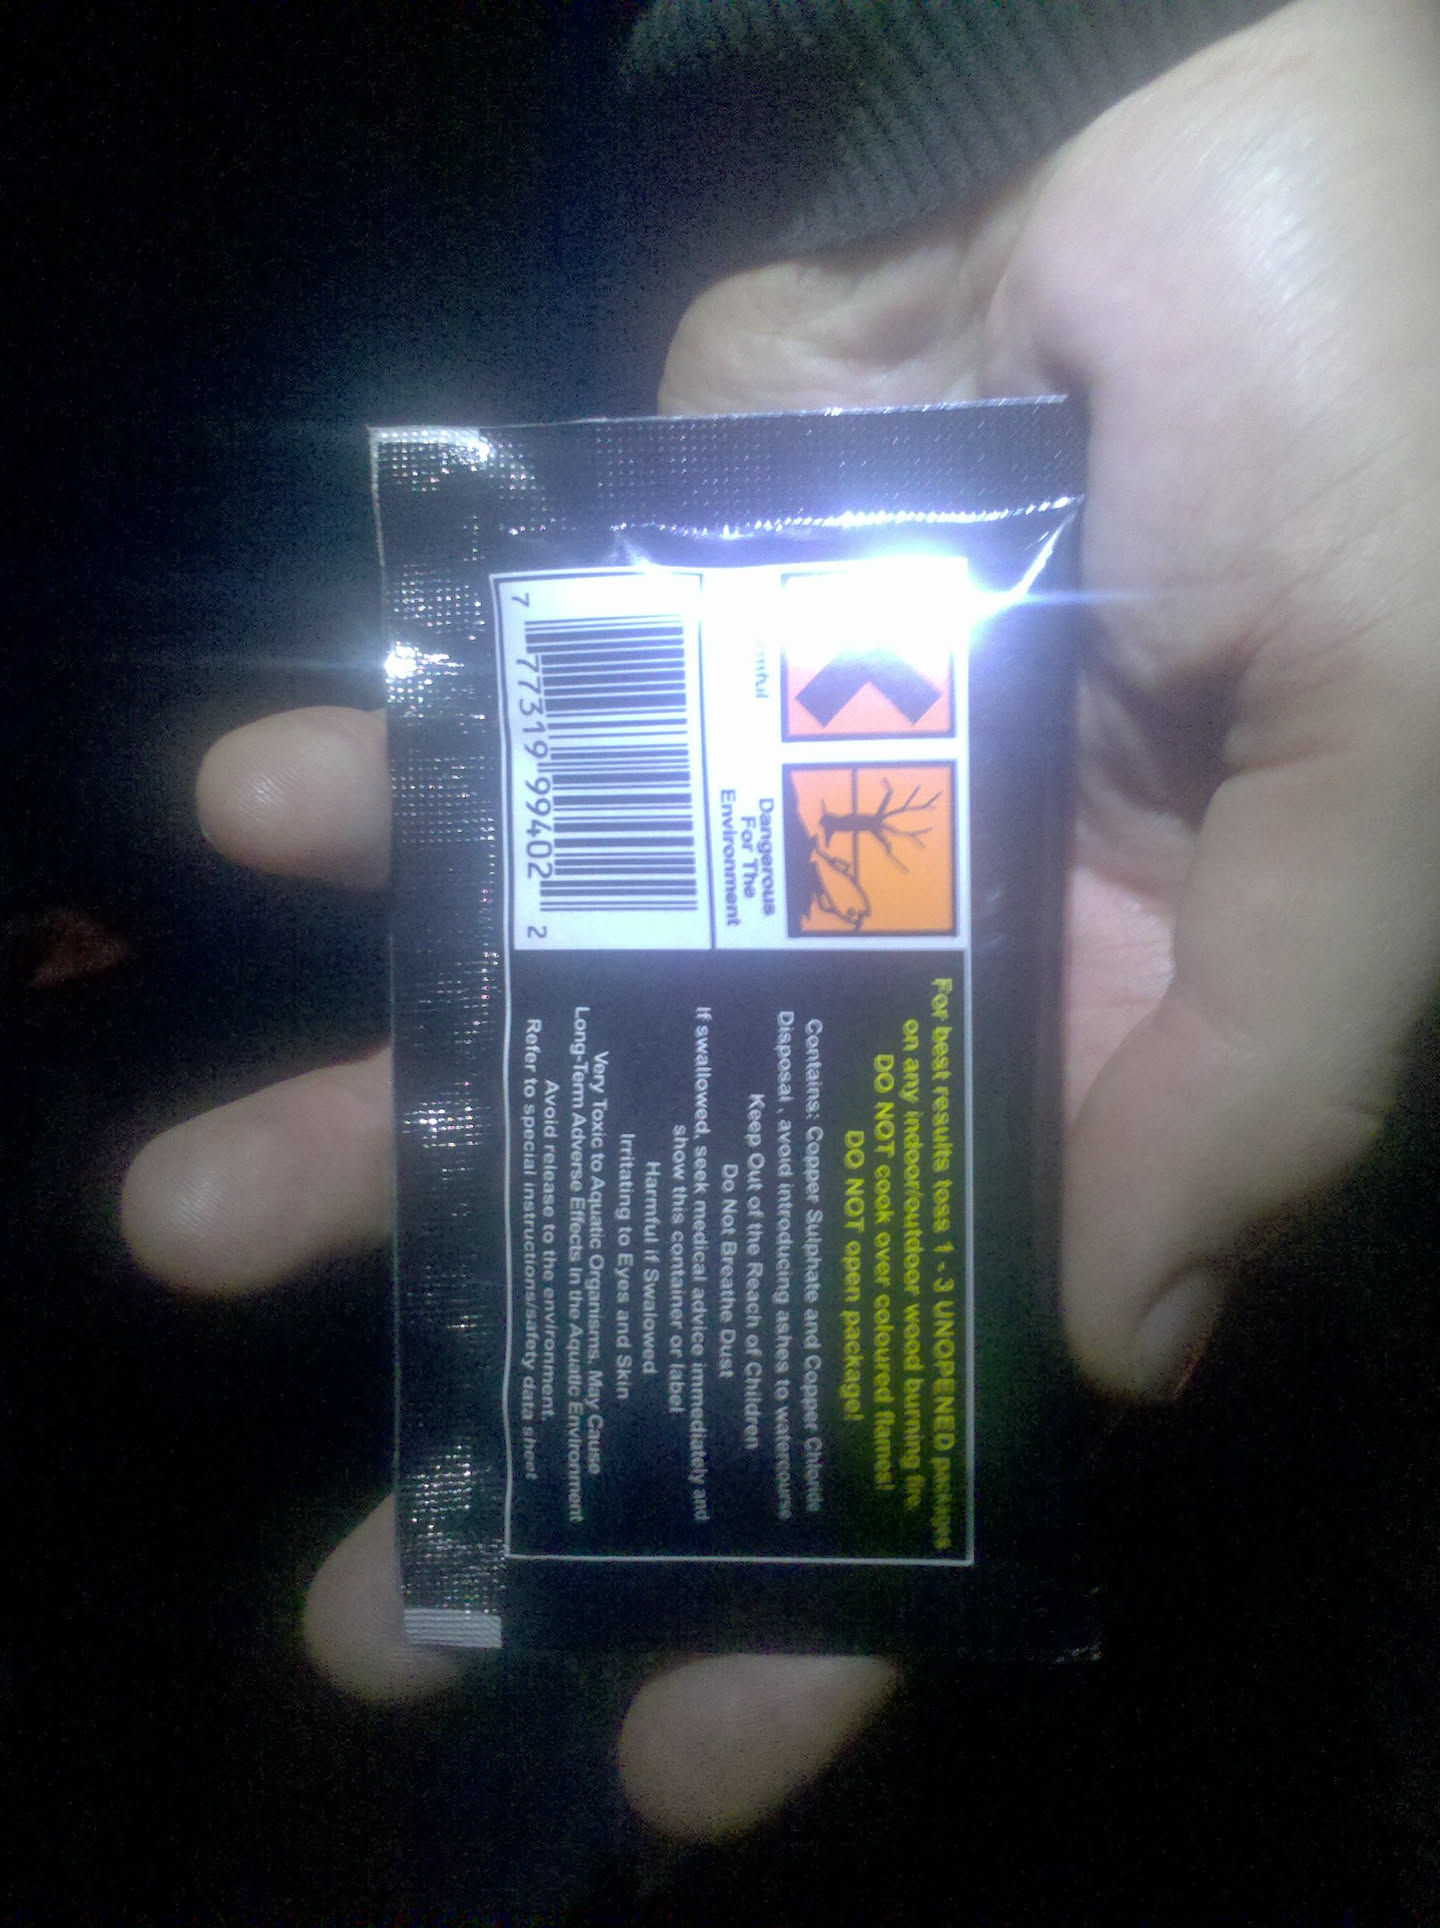 For best results toss 1 - 3 UNOPENED packages
on any indoor/outdoor wood burning fire.
DO NOT cook over coloured flames!
DO NOT open package!
Contains: Copper Sulphate and Copper Chloride
Disposal , avoid introducing ashes to watercourse
Keep Out of the Reach of Children
Do Not Breathe Dust
If swallowed, seek medical advice immediately and
show this container or label
Harmful if Swallowed
Irritating to Eyes and Skin
Very Toxic to Aquatic Organisms, May Cause
Long-Term Adverse Effects in the Aquatic Environment
Avoid release to the environment.
Refer to special instructions/safety data sheet
Dangerous
For The
Environment
7 77319 99402 2